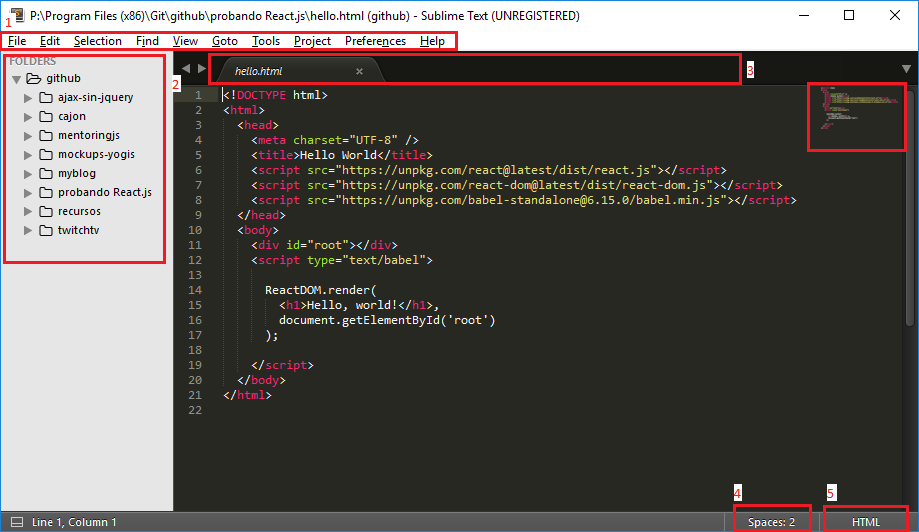 P:\Program Files (x86)\Git\github\probando React.js\hello.html (github) - Sublime Text (UNREGISTERED)
1
File Edit Selection Find View Goto Tools Project Preferences Help
FOLDERS
github
ajax-sin-jquery
cajon
mentoringjs
mockups-yogis
myblog
probando React.js
recursos
twitchtv
2
hello.html ×
3
1 <!DOCTYPE html>
2 <html>
3 <head>
4 <meta charset="UTF-8" />
5 <title>Hello World</title>
6 <script src="https://unpkg.com/react@latest/dist/react.js"></script>
7 <script src="https://unpkg.com/react-dom@latest/dist/react-dom.js"></script>
8 <script src="https://unpkg.com/babel-standalone@6.15.0/babel.min.js"></script>
9 </head>
10 <body>
11 <div id="root"></div>
12 <script type="text/babel">
13
14 ReactDOM.render(
15 <h1>Hello, world!</h1>,
16 document.getElementById('root')
17 );
18
19 </script>
20 </body>
21 </html>
22
4
5
Line 1, Column 1
Spaces: 2
HTML